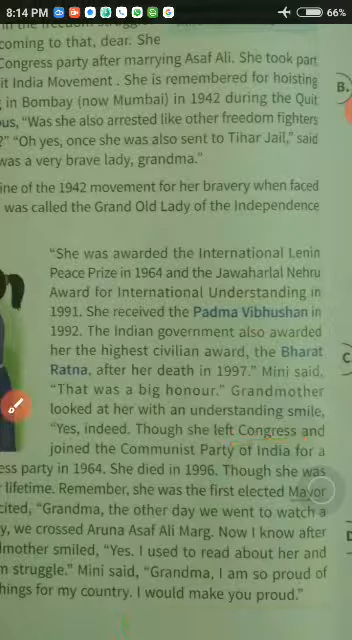 8:14 PM
66%
in the freedom
coming to that, dear. She
Congress party after marrying Asaf Ali. She took part
it India Movement . She is remembered for hoisting
g in Bombay (now Mumbai) in 1942 during the Quit
ous, “Was she also arrested like other freedom fighters
?” “Oh yes, once she was also sent to Tihar Jail,” said
was a very brave lady, grandma.”
ine of the 1942 movement for her bravery when faced
was called the Grand Old Lady of the Independence
“She was awarded the International Lenin
Peace Prize in 1964 and the Jawaharlal Nehru
Award for International Understanding in
1991. She received the Padma Vibhushan in
1992. The Indian government also awarded
her the highest civilian award, the Bharat
Ratna, after her death in 1997.” Mini said,
“That was a big honour.” Grandmother
looked at her with an understanding smile,
“Yes, indeed. Though she left Congress and
joined the Communist Party of India for a
ess party in 1964. She died in 1996. Though she was
r lifetime. Remember, she was the first elected Mayor
cited, “Grandma, the other day we went to watch a
y, we crossed Aruna Asaf Ali Marg. Now I know after
dmother smiled, “Yes. I used to read about her and
m struggle.” Mini said, “Grandma, I am so proud of
hings for my country. I would make you proud.”
B.
C
D